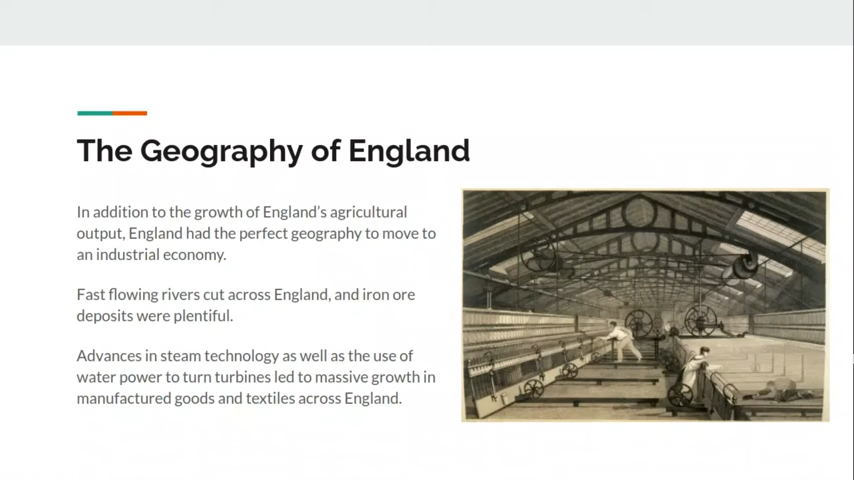 The Geography of England
In addition to the growth of England's agricultural
output, England had the perfect geography to move to
an industrial economy.
Fast flowing rivers cut across England, and iron ore
deposits were plentiful.
Advances in steam technology as well as the use of
water power to turn turbines led to massive growth in
manufactured goods and textiles across England.